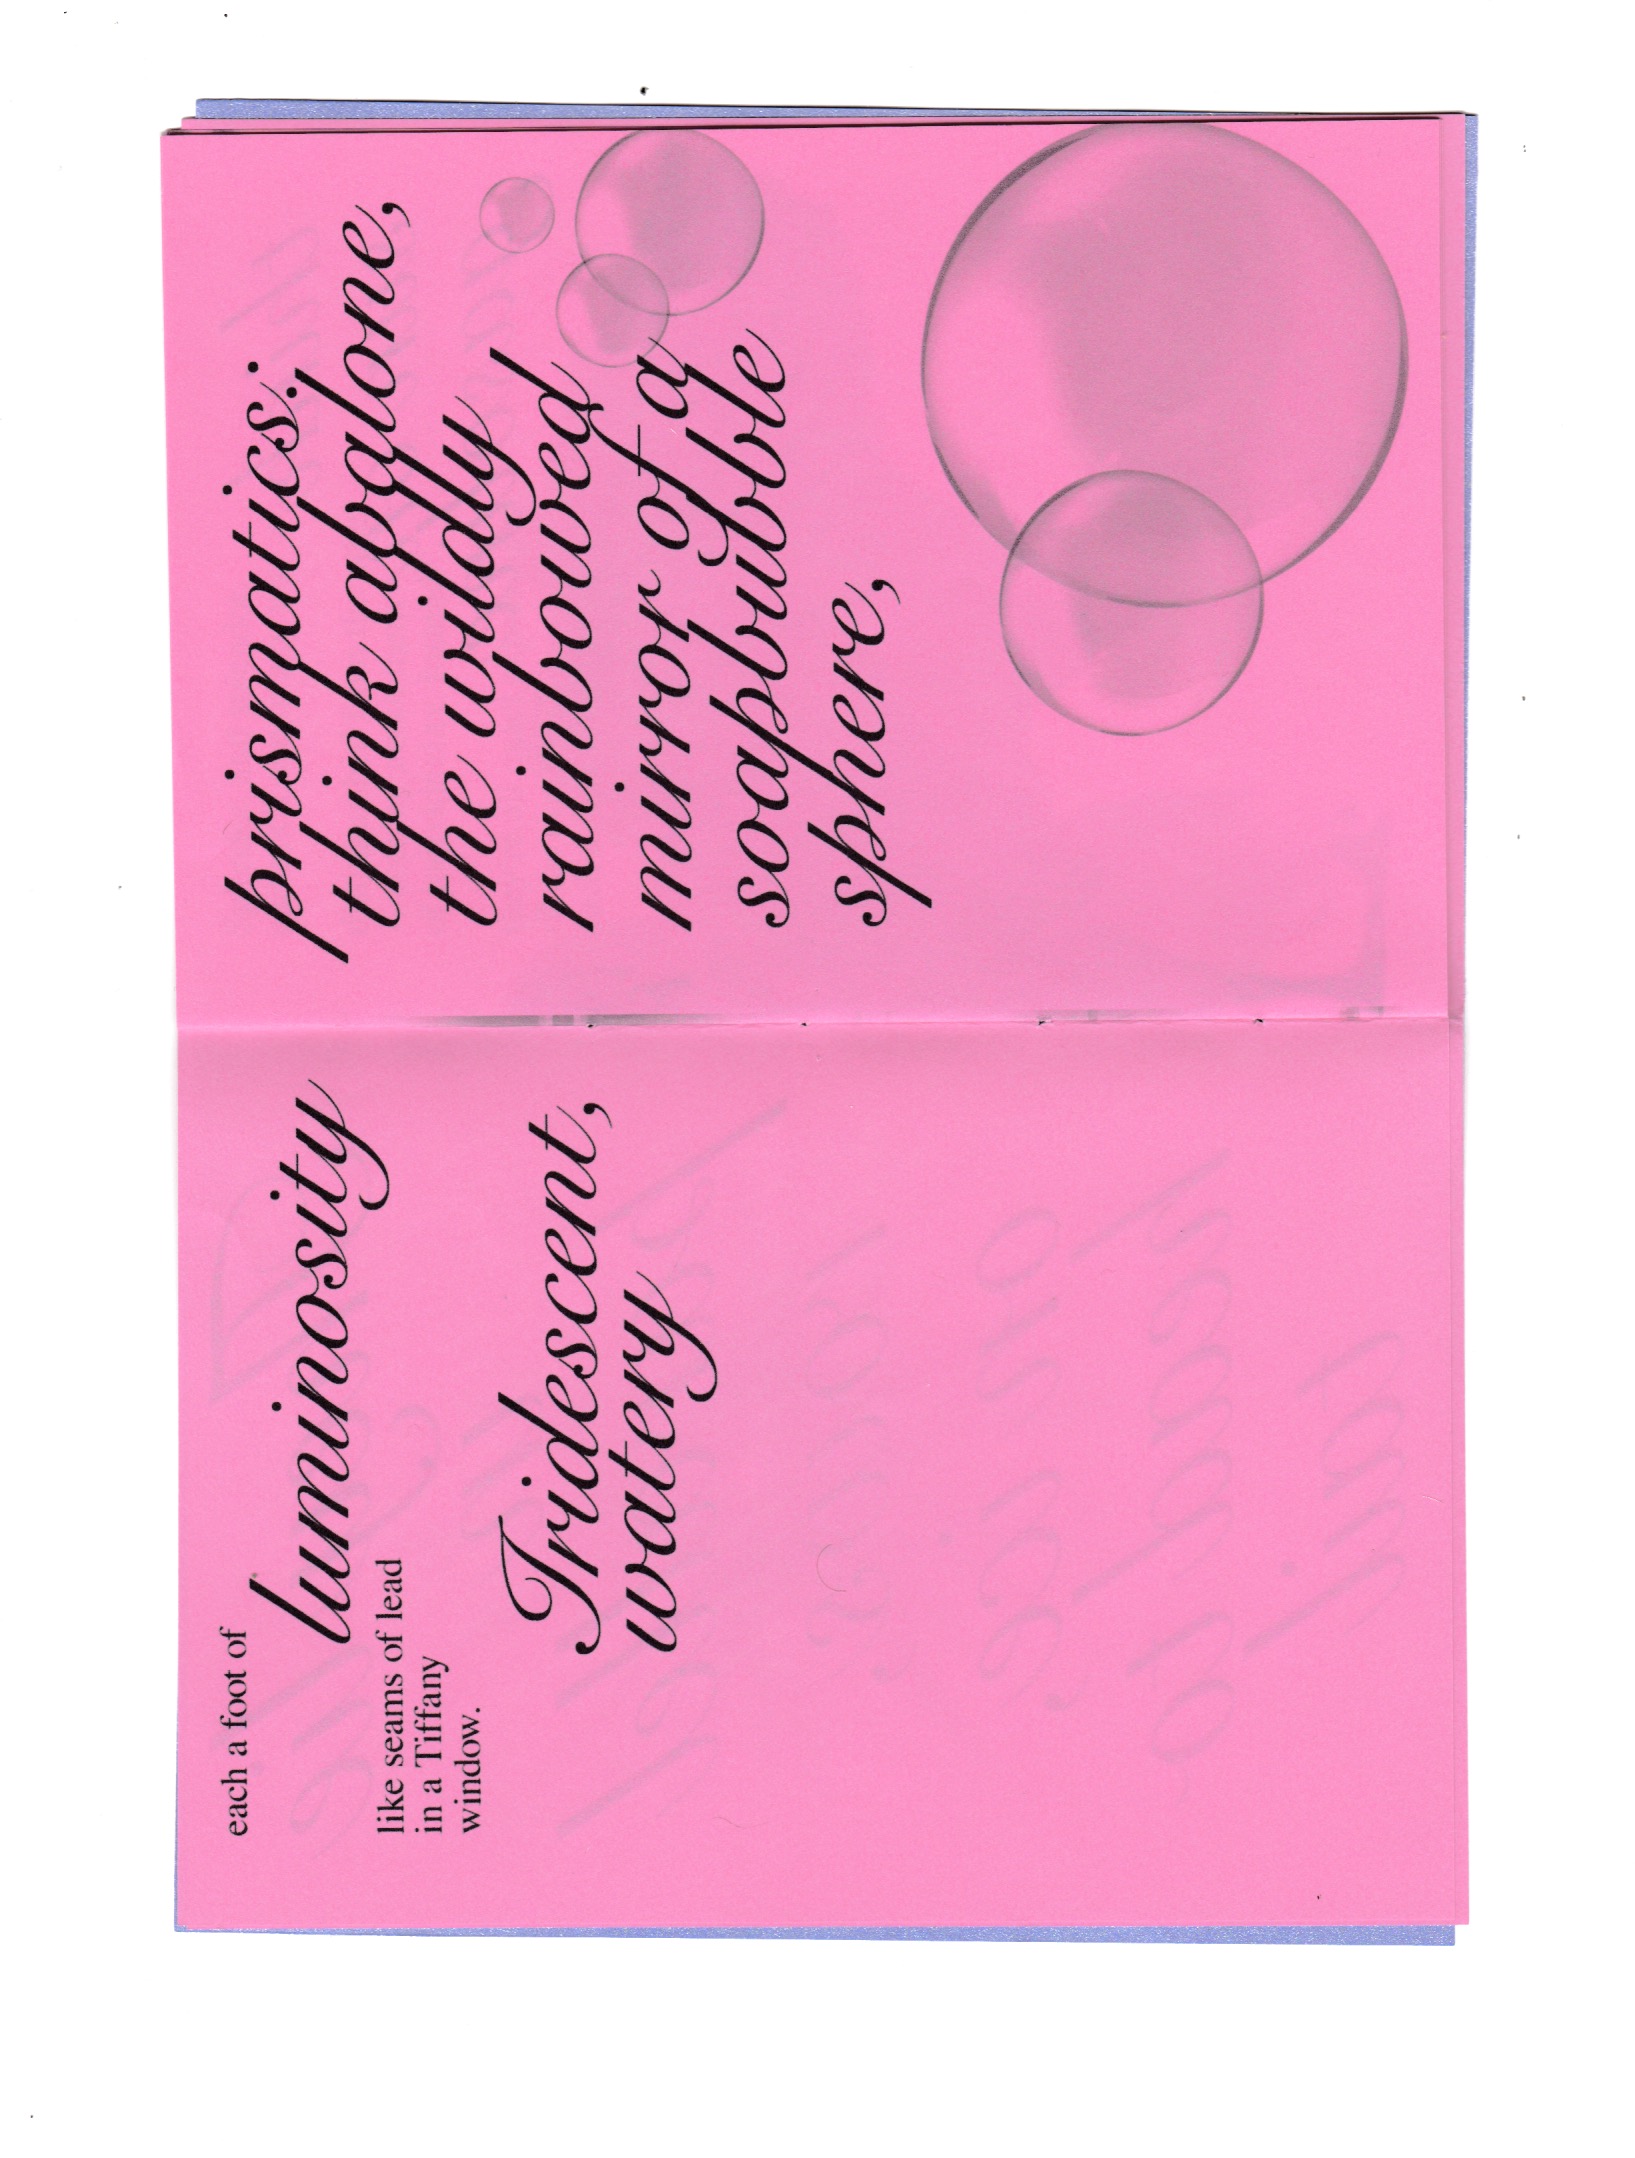 each a foot of
luminosity
like seams of lead
in a Tiffany
window.
Iridescent,
watery
prismatics:
think abalone,
the wildly
rainbowed
mirror of a
soapbubble
sphere,